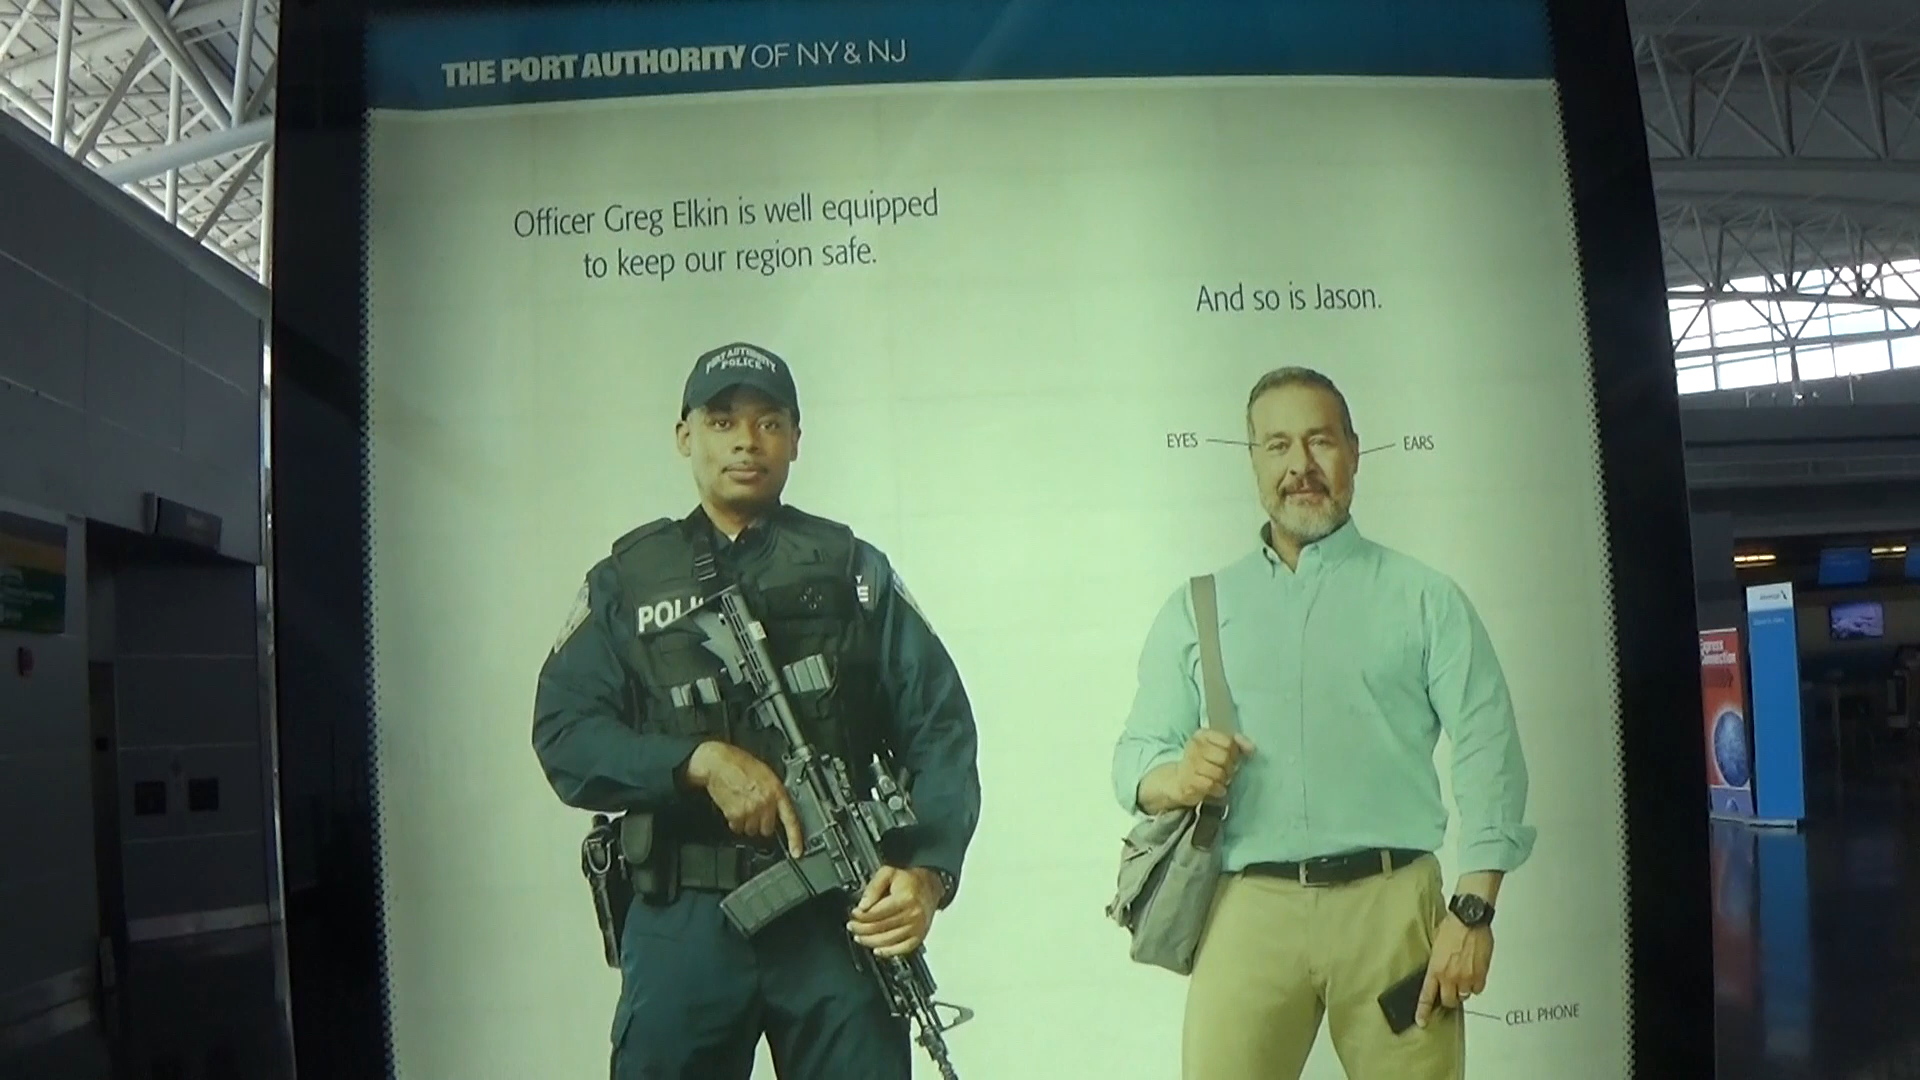 THE PORT AUTHORITY OF NY & NJ
Officer Greg Elkin is well equipped
to keep our region safe.
And so is Jason.
PORT AUTHORITY
POLICE
EYES
EARS
CELL PHONE